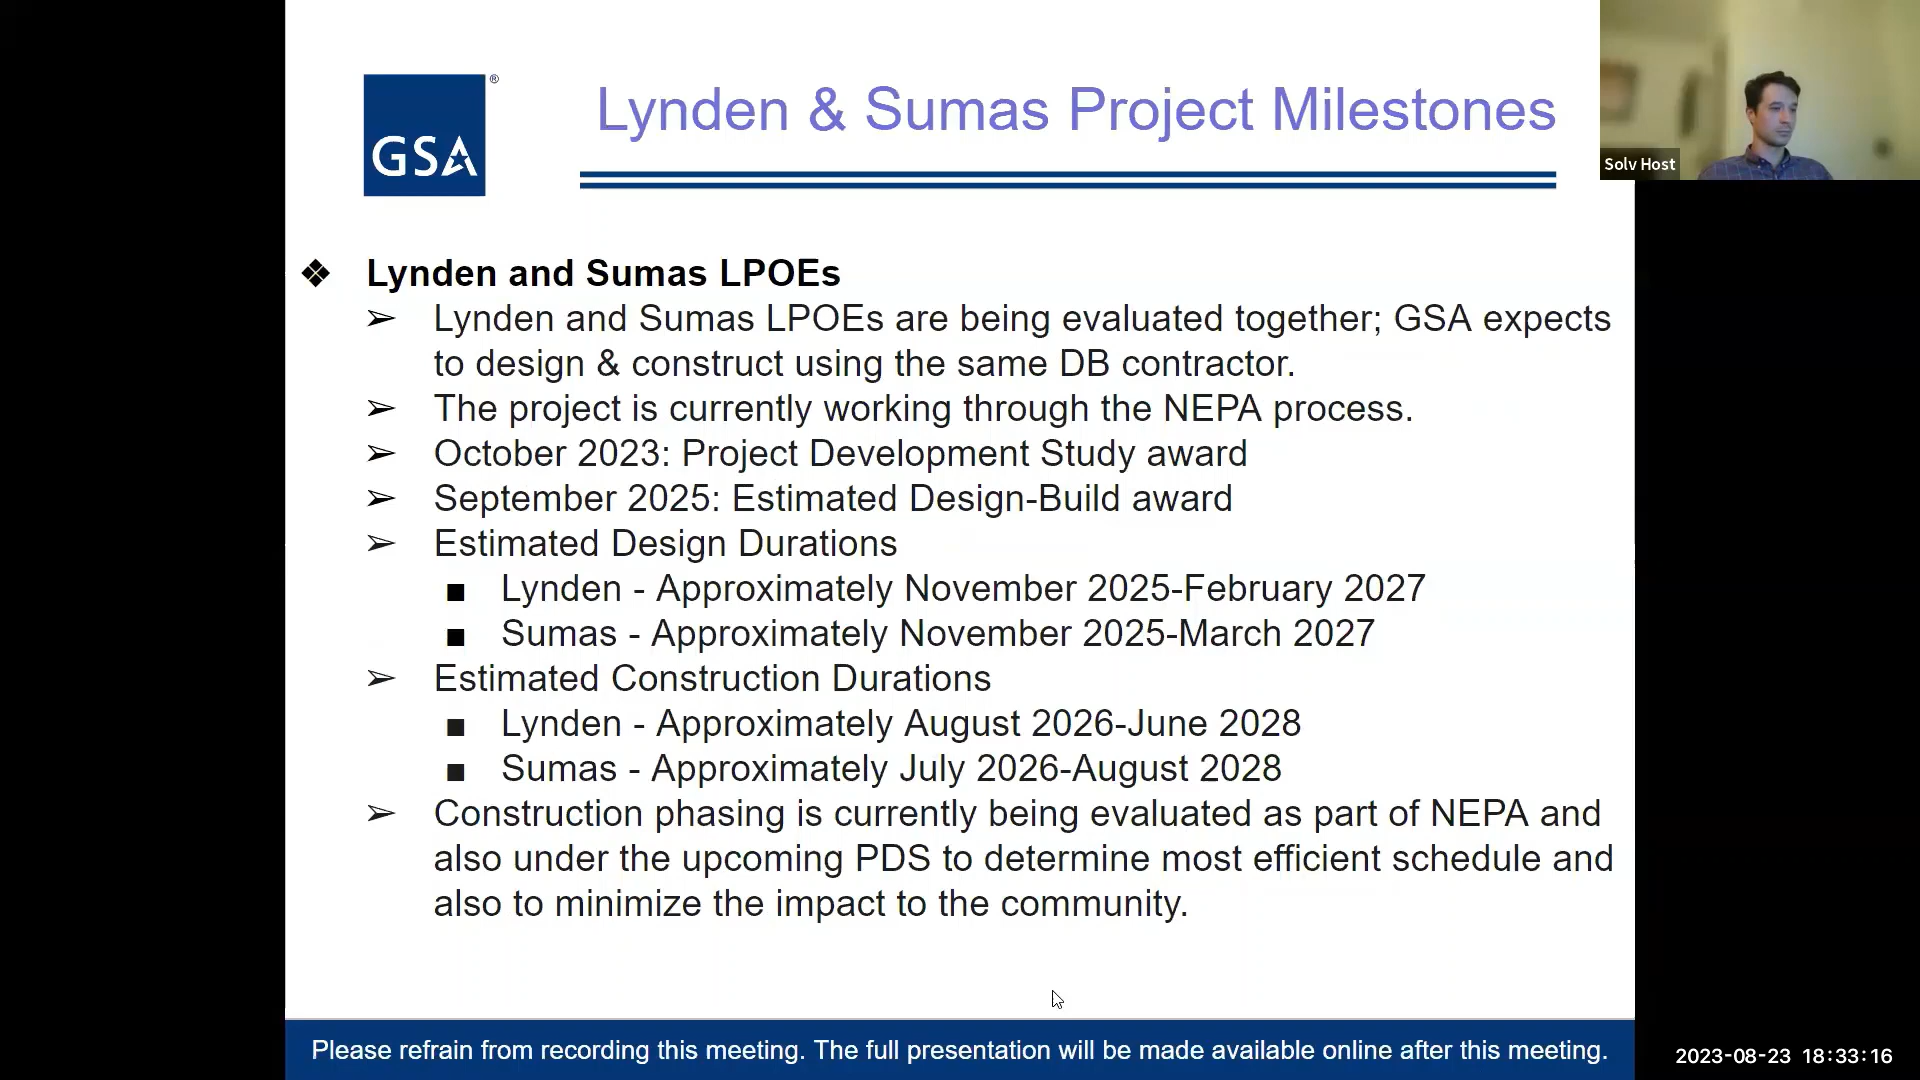 GSA
®
Lynden & Sumas Project Milestones
Solv Host
❖ Lynden and Sumas LPOEs
➢ Lynden and Sumas LPOEs are being evaluated together; GSA expects
to design & construct using the same DB contractor.
➢ The project is currently working through the NEPA process.
➢ October 2023: Project Development Study award
➢ September 2025: Estimated Design-Build award
➢ Estimated Design Durations
■ Lynden - Approximately November 2025-February 2027
■ Sumas - Approximately November 2025-March 2027
➢ Estimated Construction Durations
■ Lynden - Approximately August 2026-June 2028
■ Sumas - Approximately July 2026-August 2028
➢ Construction phasing is currently being evaluated as part of NEPA and
also under the upcoming PDS to determine most efficient schedule and
also to minimize the impact to the community.
Please refrain from recording this meeting. The full presentation will be made available online after this meeting.
2023-08-23 18:33:16